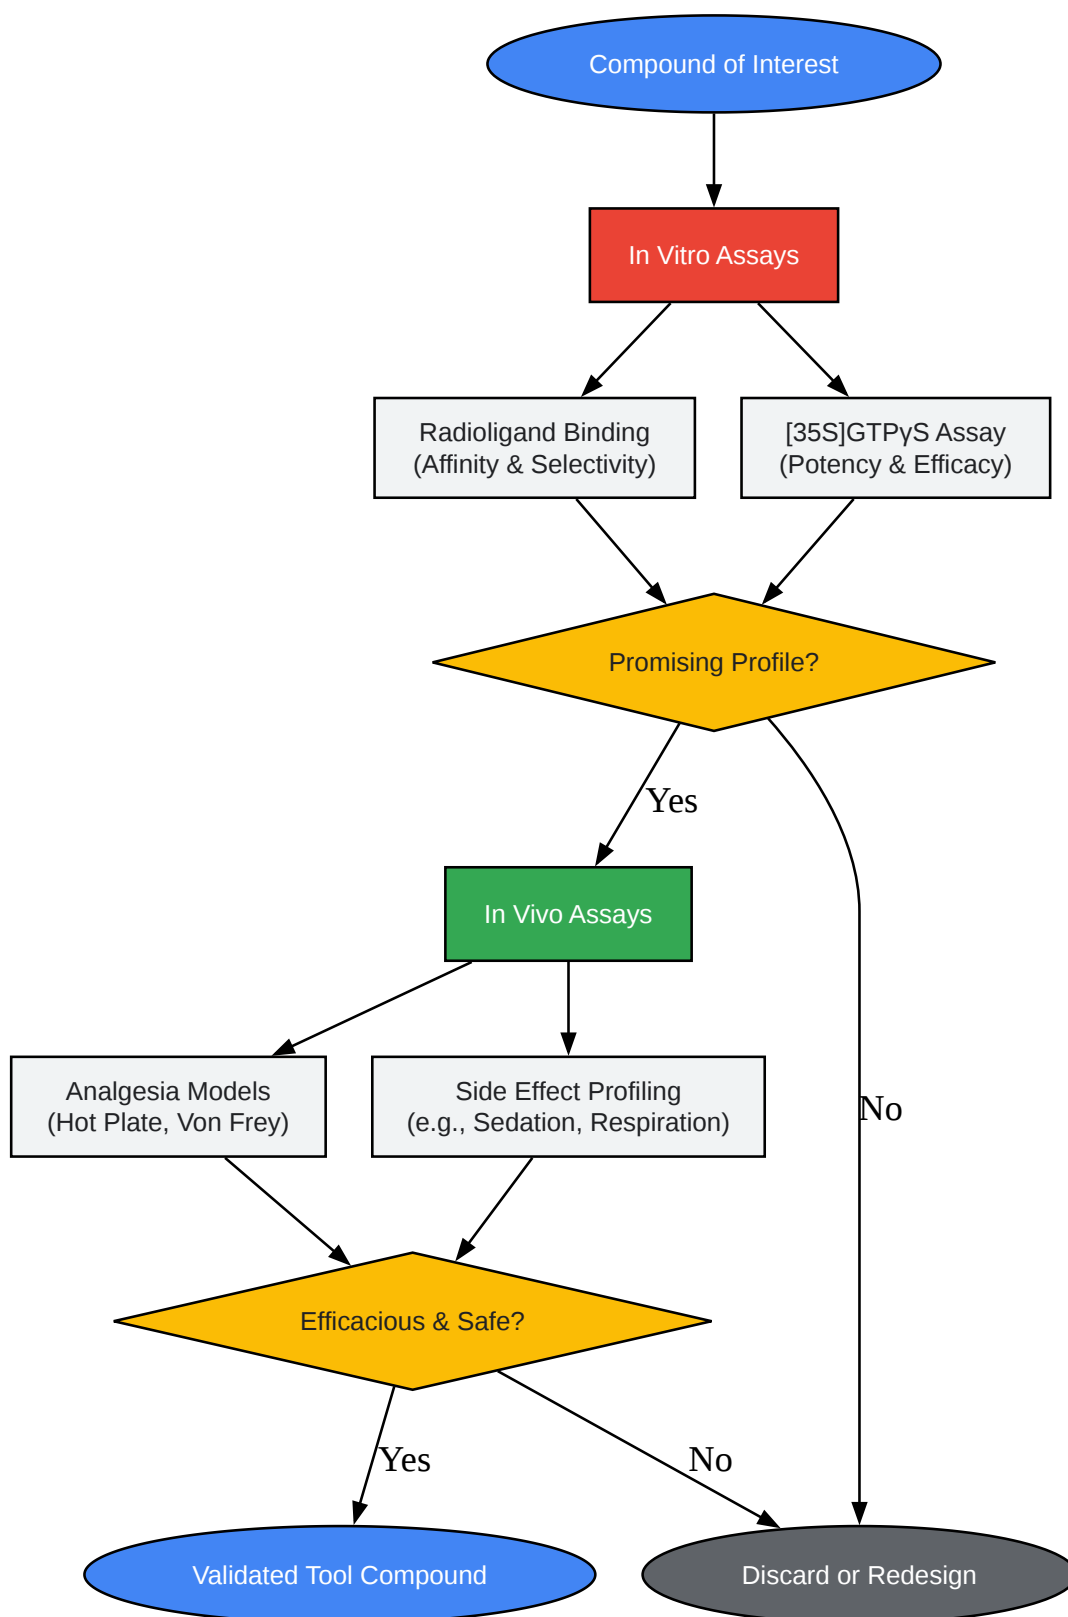 Compound of Interest
In Vitro Assays
Radioligand Binding
(Affinity & Selectivity)
[35S]GTPγS Assay
(Potency & Efficacy)
Promising Profile?
Yes
In Vivo Assays
Analgesia Models
(Hot Plate, Von Frey)
Side Effect Profiling
(e.g., Sedation, Respiration)
No
Efficacious & Safe?
Yes
No
Validated Tool Compound
Discard or Redesign